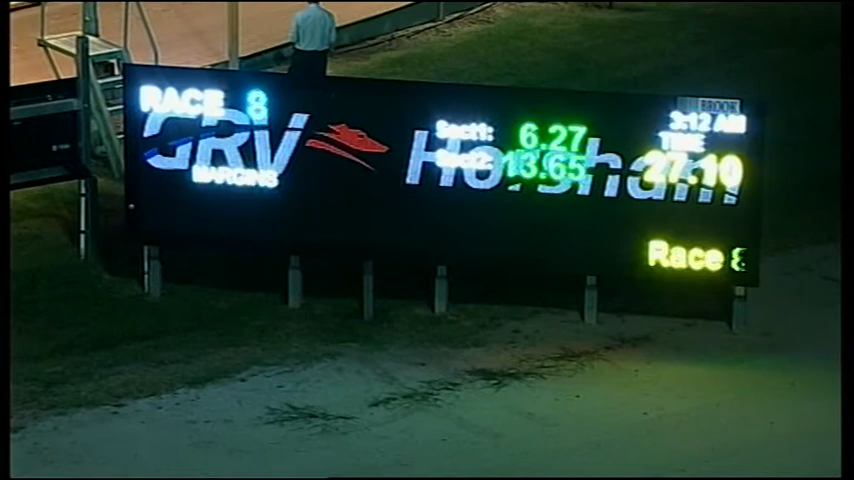 RACE 8
GRV
MARGINS
Horsham
Sect1: 6.27
Sect2: 13.65
BROOK
3:12 AM
TIME
27.10
Race 8